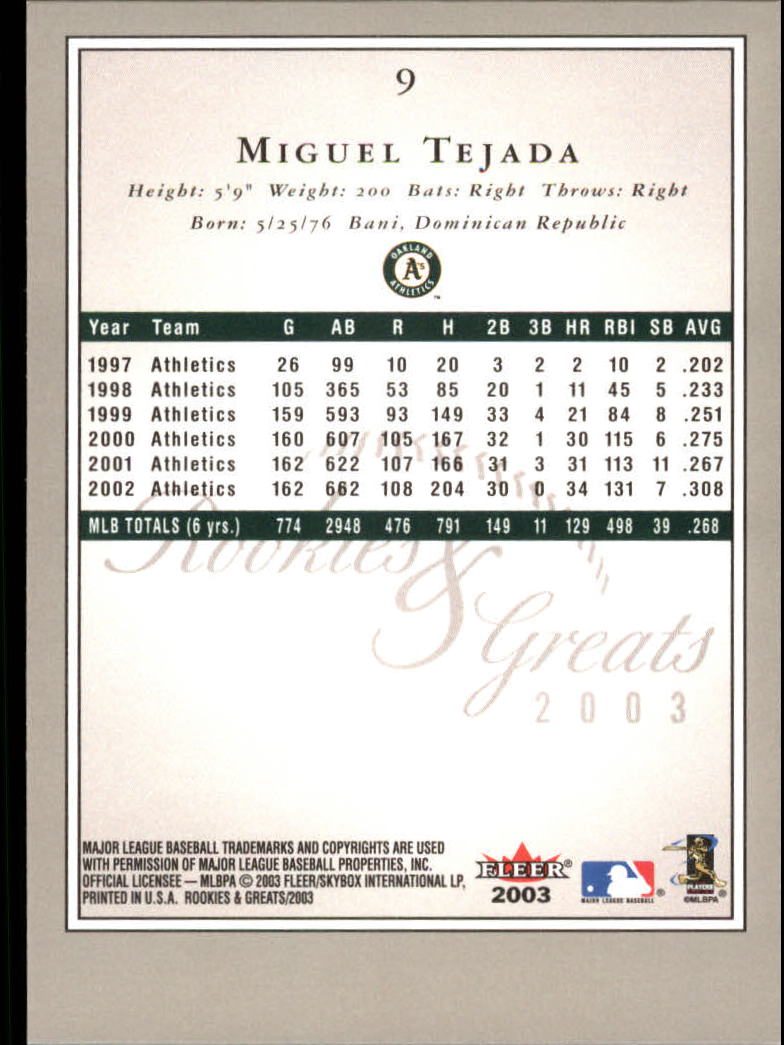 9
MIGUEL TEJADA
Height: 5'9" Weight: 200 Bats: Right Throws: Right
Born: 5/25/76 Bani, Dominican Republic
OAKLAND
A's
ATHLETICS
™
Year Team G AB R H 2B 3B HR RBI SB AVG
1997 Athletics 26 99 10 20 3 2 2 10 2 .202
1998 Athletics 105 365 53 85 20 1 11 45 5 .233
1999 Athletics 159 593 93 149 33 4 21 84 8 .251
2000 Athletics 160 607 105 167 32 1 30 115 6 .275
2001 Athletics 162 622 107 166 31 3 31 113 11 .267
2002 Athletics 162 662 108 204 30 0 34 131 7 .308
MLB TOTALS (6 yrs.) 774 2948 476 791 149 11 129 498 39 .268
Rookies
&
Greats
2003
MAJOR LEAGUE BASEBALL TRADEMARKS AND COPYRIGHTS ARE USED
WITH PERMISSION OF MAJOR LEAGUE BASEBALL PROPERTIES, INC.
OFFICIAL LICENSEE — MLBPA © 2003 FLEER/SKYBOX INTERNATIONAL LP,
PRINTED IN U.S.A. ROOKIES & GREATS/2003
FLEER®
2003
MAJOR LEAGUE BASEBALL ®
PLAYERS
®
©MLBPA